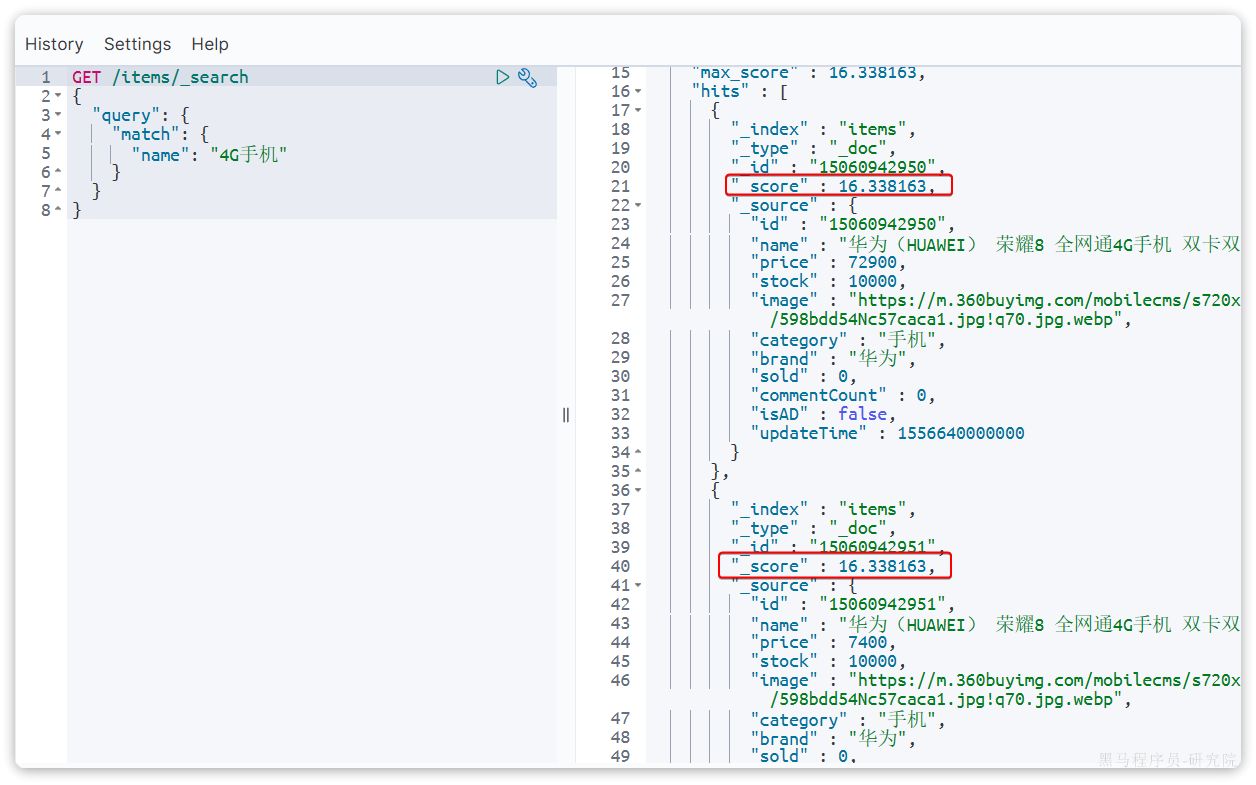 History Settings Help
1 GET /items/_search
2 {
3 "query": {
4 "match": {
5 "name": "4G手机"
6 }
7 }
8 }
15 "max_score" : 16.338163,
16 "hits" : [
17 {
18 "_index" : "items",
19 "_type" : "_doc",
20 "_id" : "15060942950",
21 "_score" : 16.338163,
22 "_source" : {
23 "id" : "15060942950",
24 "name" : "华为（HUAWEI） 荣耀8 全网通4G手机 双卡双
25 "price" : 72900,
26 "stock" : 10000,
27 "image" : "https://m.360buyimg.com/mobilecms/s720x
/598bdd54Nc57caca1.jpg!q70.jpg.webp",
28 "category" : "手机",
29 "brand" : "华为",
30 "sold" : 0,
31 "commentCount" : 0,
32 "isAD" : false,
33 "updateTime" : 1556640000000
34 }
35 },
36 {
37 "_index" : "items",
38 "_type" : "_doc",
39 "_id" : "15060942951",
40 "_score" : 16.338163,
41 "_source" : {
42 "id" : "15060942951",
43 "name" : "华为（HUAWEI） 荣耀8 全网通4G手机 双卡双
44 "price" : 7400,
45 "stock" : 10000,
46 "image" : "https://m.360buyimg.com/mobilecms/s720x
/598bdd54Nc57caca1.jpg!q70.jpg.webp",
47 "category" : "手机",
48 "brand" : "华为",
49 "sold" : 0,
黑马程序员-研究院